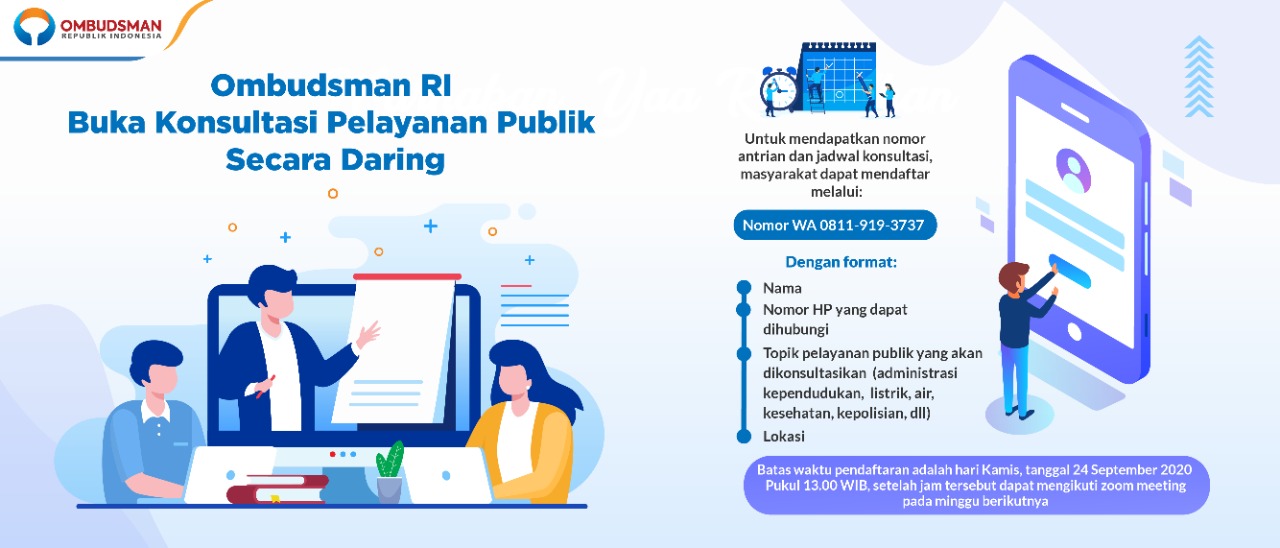 OMBUDSMAN
REPUBLIK INDONESIA
Ombudsman RI
Buka Konsultasi Pelayanan Publik
Secara Daring
Untuk mendapatkan nomor
antrian dan jadwal konsultasi,
masyarakat dapat mendaftar
melalui:
Nomor WA 0811-919-3737
Dengan format:
Nama
Nomor HP yang dapat
dihubungi
Topik pelayanan publik yang akan
dikonsultasikan (administrasi
kependudukan, listrik, air,
kesehatan, kepolisian, dll)
Lokasi
Batas waktu pendaftaran adalah hari Kamis, tanggal 24 September 2020
Pukul 13.00 WIB, setelah jam tersebut dapat mengikuti zoom meeting
pada minggu berikutnya